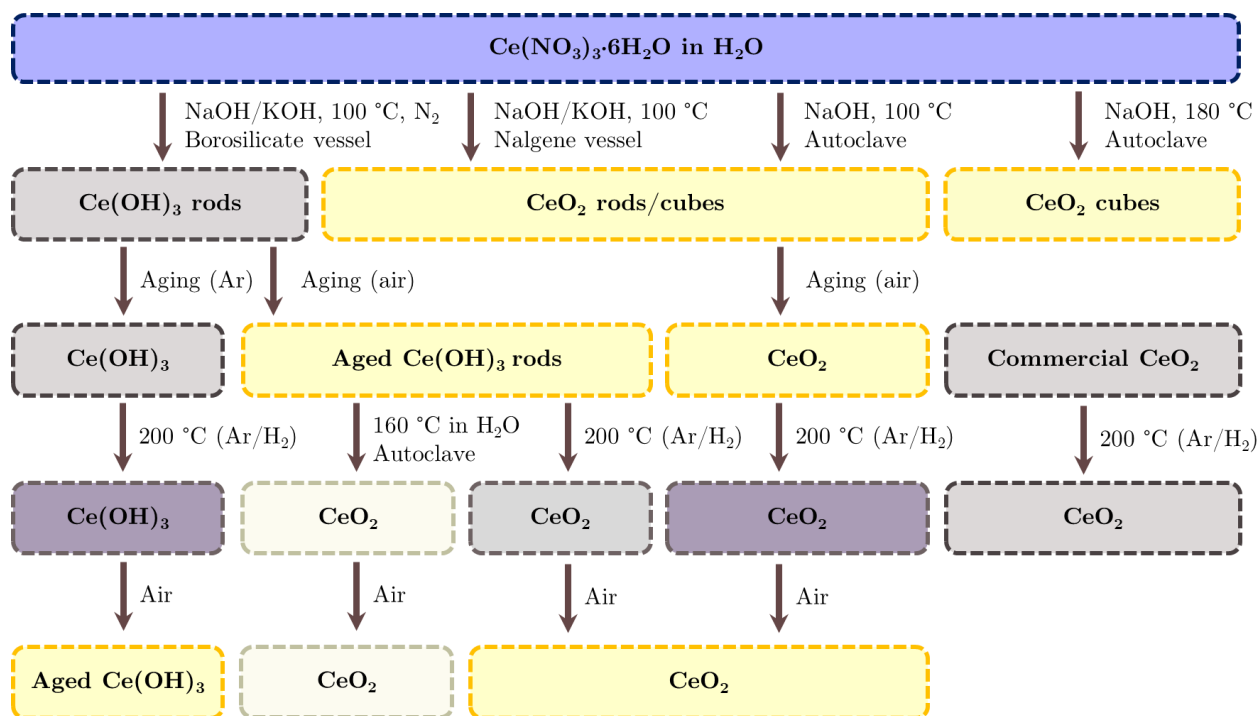 Ce(NO₃)₃·6H₂O in H₂O
NaOH/KOH, 100 °C, N₂
Borosilicate vessel
NaOH/KOH, 100 °C
Nalgene vessel
NaOH, 100 °C
Autoclave
NaOH, 180 °C
Autoclave
Ce(OH)₃ rods
CeO₂ rods/cubes
CeO₂ cubes
Aging (Ar)
Aging (air)
Aging (air)
Ce(OH)₃
Aged Ce(OH)₃ rods
CeO₂
Commercial CeO₂
200 °C (Ar/H₂)
160 °C in H₂O
Autoclave
200 °C (Ar/H₂)
200 °C (Ar/H₂)
200 °C (Ar/H₂)
Ce(OH)₃
CeO₂
CeO₂
CeO₂
CeO₂
Air
Air
Air
Air
Aged Ce(OH)₃
CeO₂
CeO₂